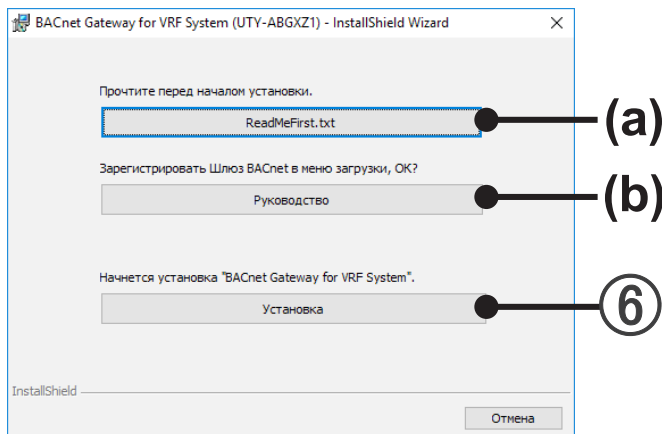 BACnet Gateway for VRF System (UTY-ABGXZ1) - InstallShield Wizard
Прочтите перед началом установки.
ReadMeFirst.txt
(a)
Зарегистрировать Шлюз BACnet в меню загрузки, ОК?
Руководство
(b)
Начнется установка "BACnet Gateway for VRF System".
Установка
⑥
InstallShield
Отмена